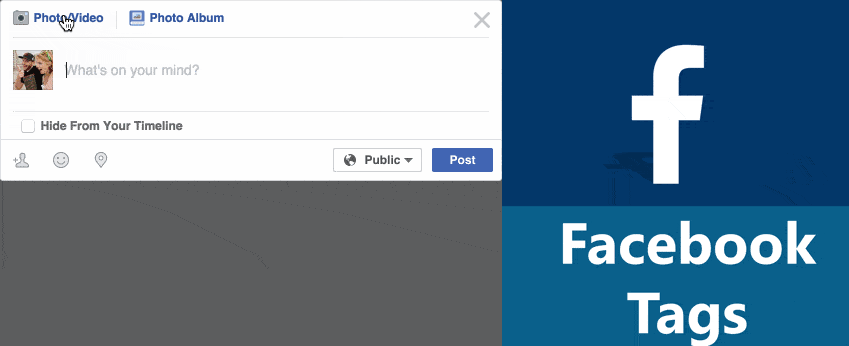 Photo/Video
Photo Album
What's on your mind?
Hide From Your Timeline
Public
Post
f
Facebook
Tags